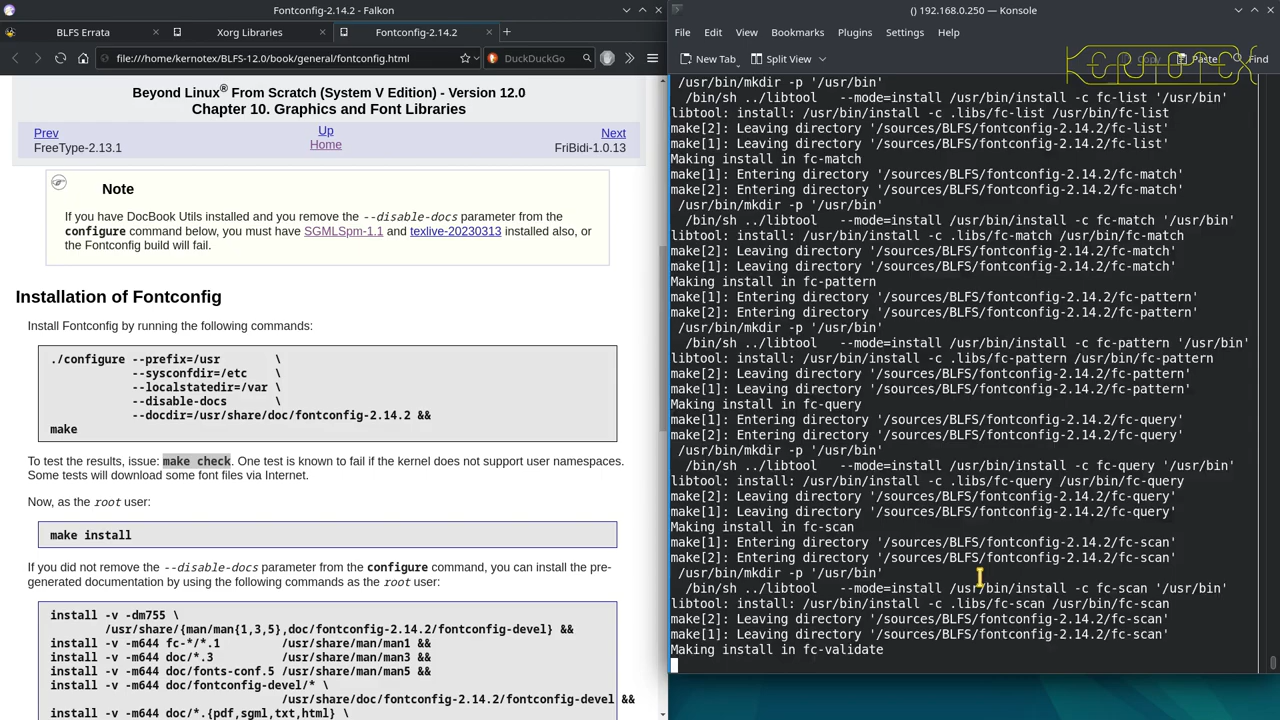 Fontconfig-2.14.2 - Falkon
BLFS Errata
Xorg Libraries
Fontconfig-2.14.2
file:///home/kernotex/BLFS-12.0/book/general/fontconfig.html
DuckDuckGo
Beyond Linux® From Scratch (System V Edition) - Version 12.0
Chapter 10. Graphics and Font Libraries
Prev
Up
Next
FreeType-2.13.1
Home
FriBidi-1.0.13
Note
If you have DocBook Utils installed and you remove the --disable-docs parameter from the
configure command below, you must have SGMLSpm-1.1 and texlive-20230313 installed also, or
the Fontconfig build will fail.
Installation of Fontconfig
Install Fontconfig by running the following commands:
./configure --prefix=/usr \
--sysconfdir=/etc \
--localstatedir=/var \
--disable-docs \
--docdir=/usr/share/doc/fontconfig-2.14.2 &&
make
To test the results, issue: make check. One test is known to fail if the kernel does not support user namespaces.
Some tests will download some font files via Internet.
Now, as the root user:
make install
If you did not remove the --disable-docs parameter from the configure command, you can install the pre-
generated documentation by using the following commands as the root user:
install -v -dm755 \
/usr/share/{man/man{1,3,5},doc/fontconfig-2.14.2/fontconfig-devel} &&
install -v -m644 fc-*/*.1 /usr/share/man/man1 &&
install -v -m644 doc/*.3 /usr/share/man/man3 &&
install -v -m644 doc/fonts-conf.5 /usr/share/man/man5 &&
install -v -m644 doc/fontconfig-devel/* \
/usr/share/doc/fontconfig-2.14.2/fontconfig-devel &&
install -v -m644 doc/*.{pdf,sgml,txt,html} \
() 192.168.0.250 — Konsole
File Edit View Bookmarks Plugins Settings Help
New Tab Split View Copy Paste Find
KERNOTEX
/usr/bin/mkdir -p '/usr/bin'
/bin/sh ../libtool --mode=install /usr/bin/install -c fc-list '/usr/bin'
libtool: install: /usr/bin/install -c .libs/fc-list /usr/bin/fc-list
make[2]: Leaving directory '/sources/BLFS/fontconfig-2.14.2/fc-list'
make[1]: Leaving directory '/sources/BLFS/fontconfig-2.14.2/fc-list'
Making install in fc-match
make[1]: Entering directory '/sources/BLFS/fontconfig-2.14.2/fc-match'
make[2]: Entering directory '/sources/BLFS/fontconfig-2.14.2/fc-match'
/usr/bin/mkdir -p '/usr/bin'
/bin/sh ../libtool --mode=install /usr/bin/install -c fc-match '/usr/bin'
libtool: install: /usr/bin/install -c .libs/fc-match /usr/bin/fc-match
make[2]: Leaving directory '/sources/BLFS/fontconfig-2.14.2/fc-match'
make[1]: Leaving directory '/sources/BLFS/fontconfig-2.14.2/fc-match'
Making install in fc-pattern
make[1]: Entering directory '/sources/BLFS/fontconfig-2.14.2/fc-pattern'
make[2]: Entering directory '/sources/BLFS/fontconfig-2.14.2/fc-pattern'
/usr/bin/mkdir -p '/usr/bin'
/bin/sh ../libtool --mode=install /usr/bin/install -c fc-pattern '/usr/bin'
libtool: install: /usr/bin/install -c .libs/fc-pattern /usr/bin/fc-pattern
make[2]: Leaving directory '/sources/BLFS/fontconfig-2.14.2/fc-pattern'
make[1]: Leaving directory '/sources/BLFS/fontconfig-2.14.2/fc-pattern'
Making install in fc-query
make[1]: Entering directory '/sources/BLFS/fontconfig-2.14.2/fc-query'
make[2]: Entering directory '/sources/BLFS/fontconfig-2.14.2/fc-query'
/usr/bin/mkdir -p '/usr/bin'
/bin/sh ../libtool --mode=install /usr/bin/install -c fc-query '/usr/bin'
libtool: install: /usr/bin/install -c .libs/fc-query /usr/bin/fc-query
make[2]: Leaving directory '/sources/BLFS/fontconfig-2.14.2/fc-query'
make[1]: Leaving directory '/sources/BLFS/fontconfig-2.14.2/fc-query'
Making install in fc-scan
make[1]: Entering directory '/sources/BLFS/fontconfig-2.14.2/fc-scan'
make[2]: Entering directory '/sources/BLFS/fontconfig-2.14.2/fc-scan'
/usr/bin/mkdir -p '/usr/bin'
/bin/sh ../libtool --mode=install /usr/bin/install -c fc-scan '/usr/bin'
libtool: install: /usr/bin/install -c .libs/fc-scan /usr/bin/fc-scan
make[2]: Leaving directory '/sources/BLFS/fontconfig-2.14.2/fc-scan'
make[1]: Leaving directory '/sources/BLFS/fontconfig-2.14.2/fc-scan'
Making install in fc-validate